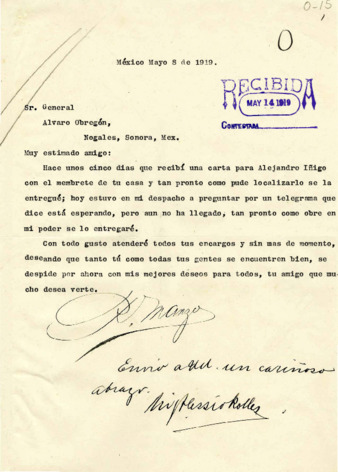 0-15
0
México Mayo 8 de 1919.
RECIBIDA
MAY 14 1919
CONTESTADA
Sr. General
Alvaro Obregón,
Nogales, Sonora, Mex.
Muy estimado amigo:
Hace unos cinco dias que recibí una carta para Alejandro Iñigo
con el membrete de tu casa y tan pronto como pude localizarlo se la
entregué; hoy estuvo en mi despacho a preguntar por un telegrama que
dice está esperando, pero aun no ha llegado, tan pronto como obre en
mi poder se lo entregaré.
Con todo gusto atenderé todos tus encargos y sin mas de momento,
deseando que tanto tú como todas tus gentes se encuentren bien, se
despide por ahora con mis mejores deseos para todos, tu amigo que mu
cho desea verte.
Manzo
Envio a Ud. un cariñoso
abrazo.
Mig Alessio Robles